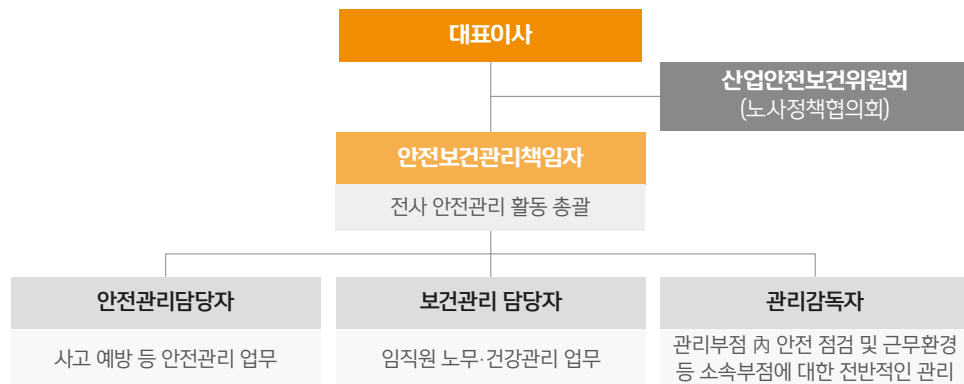 대표이사
산업안전보건위원회
(노사정책협의회)
안전보건관리책임자
전사 안전관리 활동 총괄
안전관리담당자
보건관리 담당자
관리감독자
사고 예방 등 안전관리 업무
임직원 노무·건강관리 업무
관리부점 內 안전 점검 및 근무환경
등 소속부점에 대한 전반적인 관리